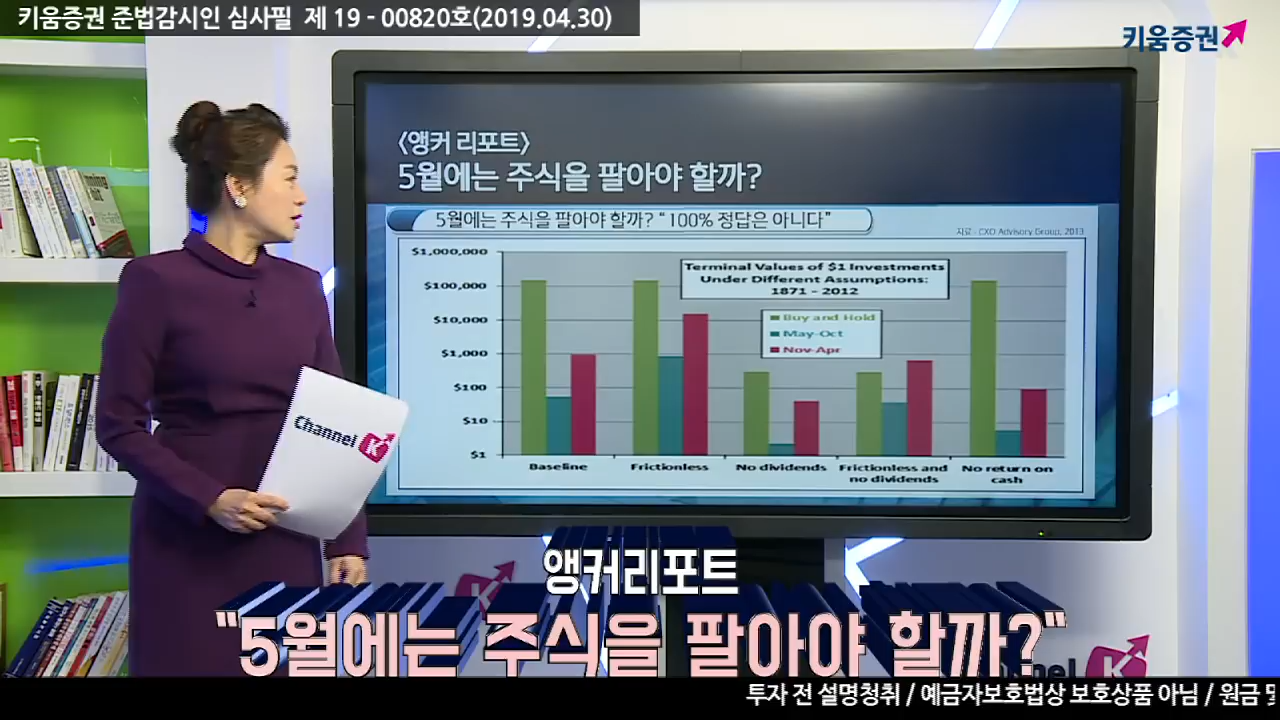 키움증권 준법감시인 심사필 제 19 - 00820호(2019.04.30)
키움증권
<앵커 리포트>
5월에는 주식을 팔아야 할까?
5월에는 주식을 팔아야 할까? “100% 정답은 아니다”
자료 : CXO Advisory Group, 2013
$1,000,000
$100,000
$10,000
$1,000
$100
$10
$1
Terminal Values of $1 Investments
Under Different Assumptions:
1871 - 2012
Buy and Hold
May-Oct
Nov-Apr
Baseline
Frictionless
No dividends
Frictionless and
no dividends
No return on
cash
Channel K
앵커리포트
"5월에는 주식을 팔아야 할까?"
K
투자 전 설명청취 / 예금자보호법상 보호상품 아님 / 원금 및